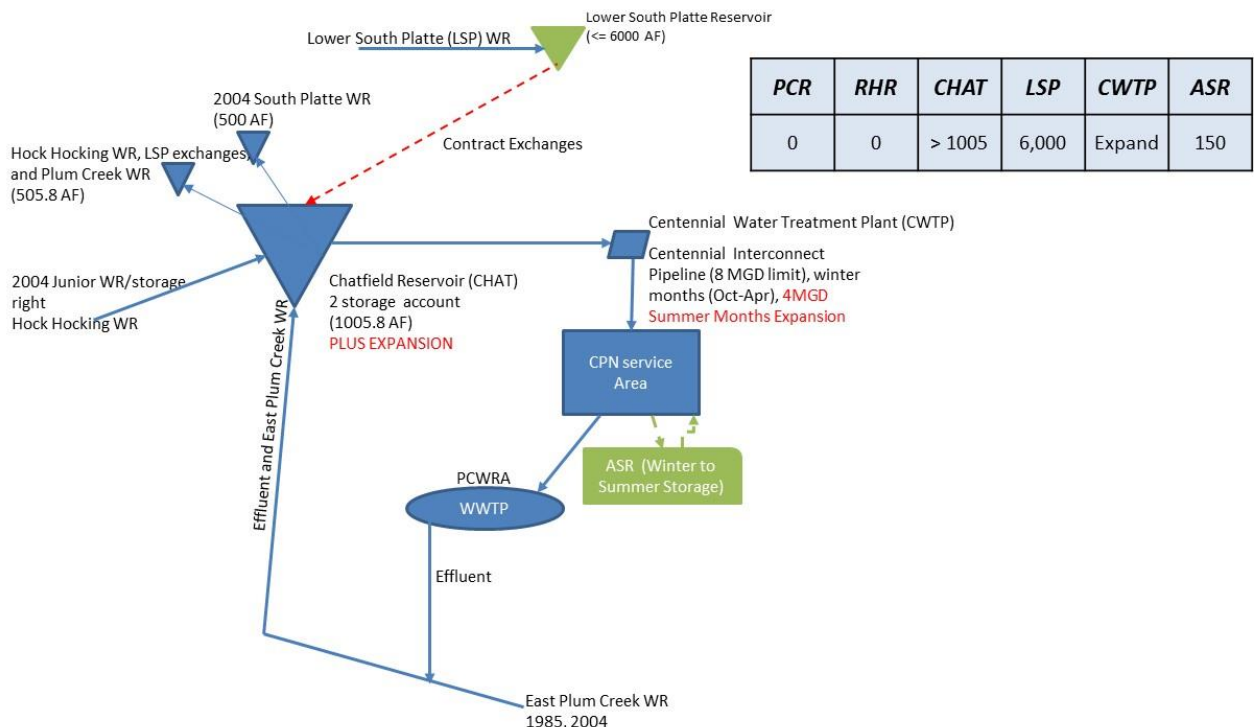 Lower South Platte Reservoir
(<= 6000 AF)
Lower South Platte (LSP) WR
PCR RHR CHAT LSP CWTP ASR
0 0 > 1005 6,000 Expand 150
2004 South Platte WR
(500 AF)
Contract Exchanges
Hock Hocking WR, LSP exchanges,
and Plum Creek WR
(505.8 AF)
Centennial Water Treatment Plant (CWTP)
Centennial Interconnect
Pipeline (8 MGD limit), winter
months (Oct-Apr), 4MGD
Summer Months Expansion
2004 Junior WR/storage
right
Hock Hocking WR
Chatfield Reservoir (CHAT)
2 storage account
(1005.8 AF)
PLUS EXPANSION
CPN service
Area
Effluent and East Plum Creek WR
ASR (Winter to
Summer Storage)
PCWRA
WWTP
Effluent
East Plum Creek WR
1985, 2004